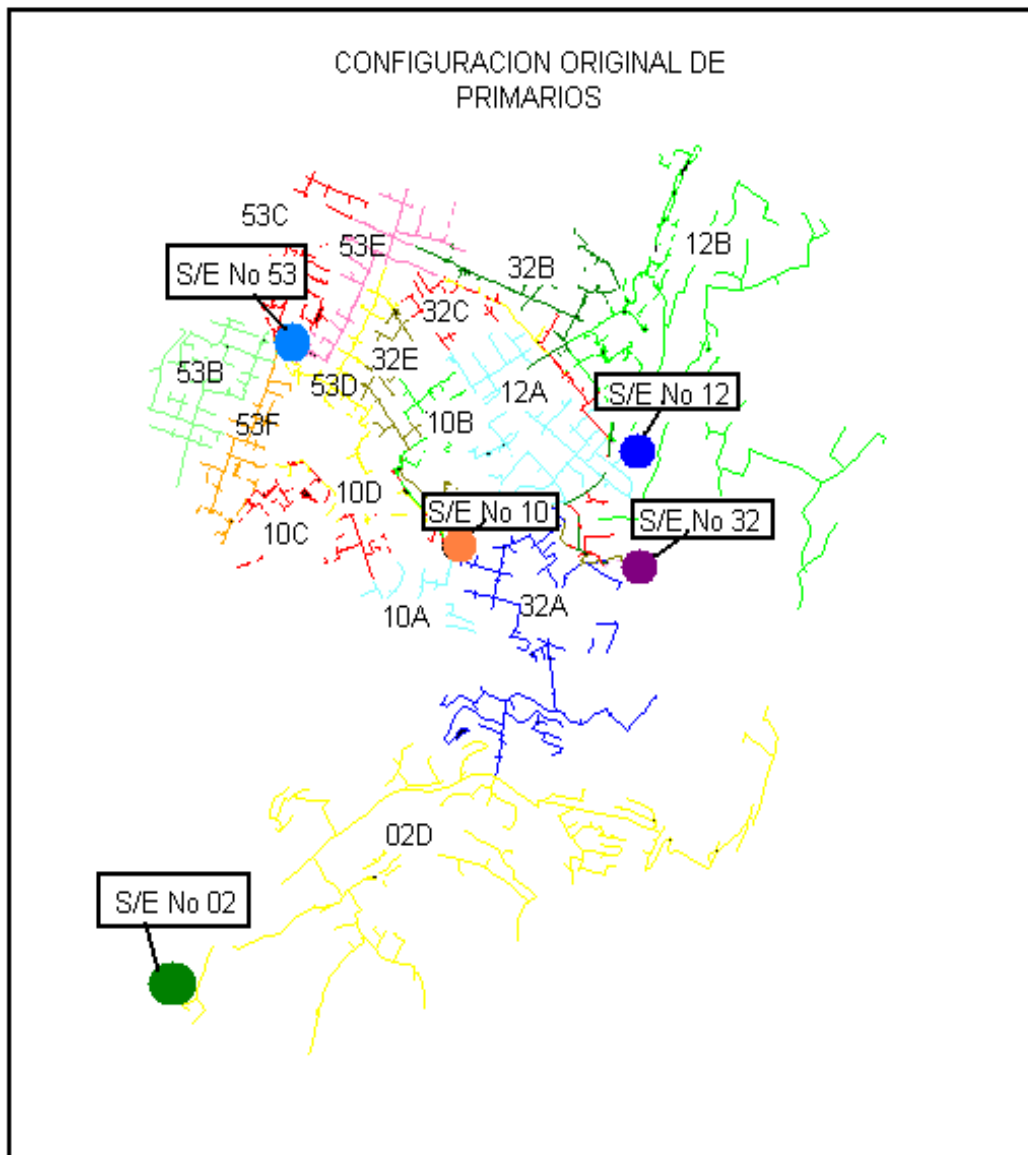 CONFIGURACION ORIGINAL DE
PRIMARIOS
53C
53E
12B
S/E No 53
32B
32C
32E
53B
53D
12A
S/E No 12
10B
53F
10D
S/E No 10
S/E No 32
10C
10A
32A
02D
S/E No 02